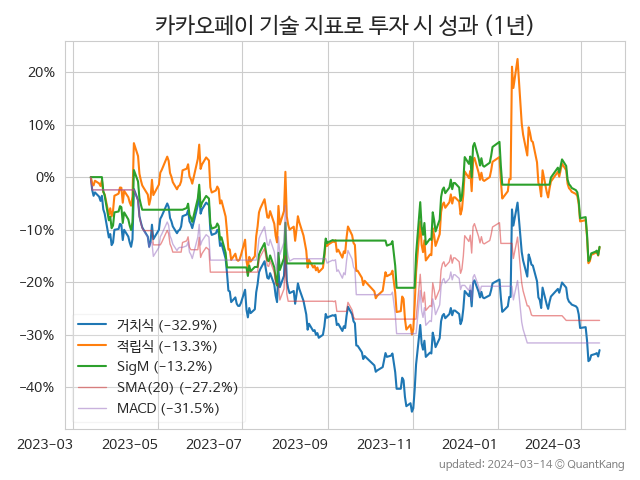 카카오페이 기술 지표로 투자 시 성과 (1년)
20%
10%
0%
−10%
−20%
−30%
−40%
거치식 (−32.9%)
적립식 (−13.3%)
SigM (−13.2%)
SMA(20) (−27.2%)
MACD (−31.5%)
2023−03 2023−05 2023−07 2023−09 2023−11 2024−01 2024−03
updated: 2024−03−14 ⓒ QuantKang